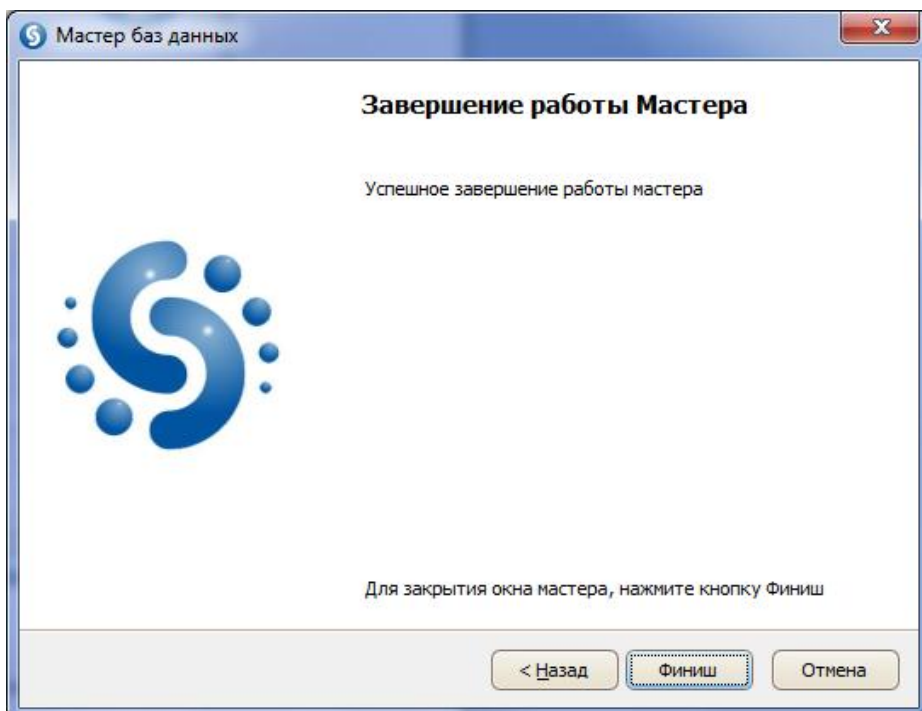 Мастер баз данных
Завершение работы Мастера
Успешное завершение работы мастера
Для закрытия окна мастера, нажмите кнопку Финиш
< Назад
Финиш
Отмена